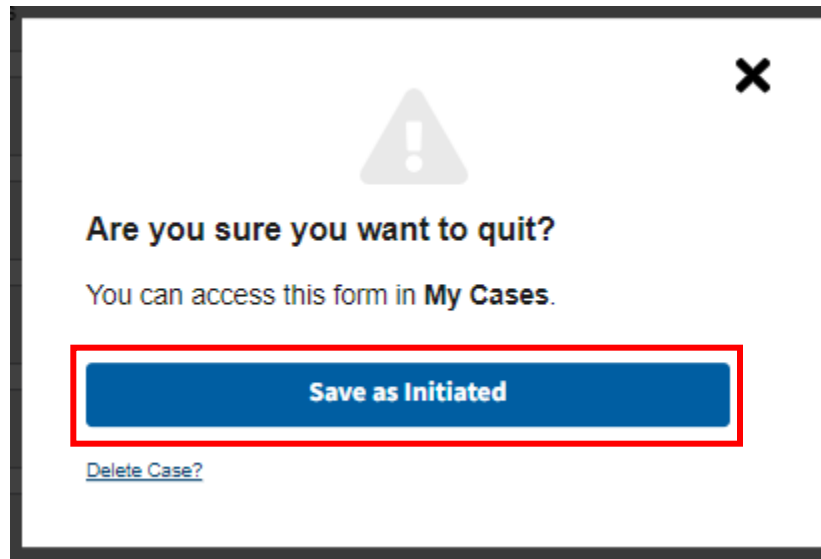 Are you sure you want to quit?
You can access this form in My Cases.
Save as Initiated
Delete Case?